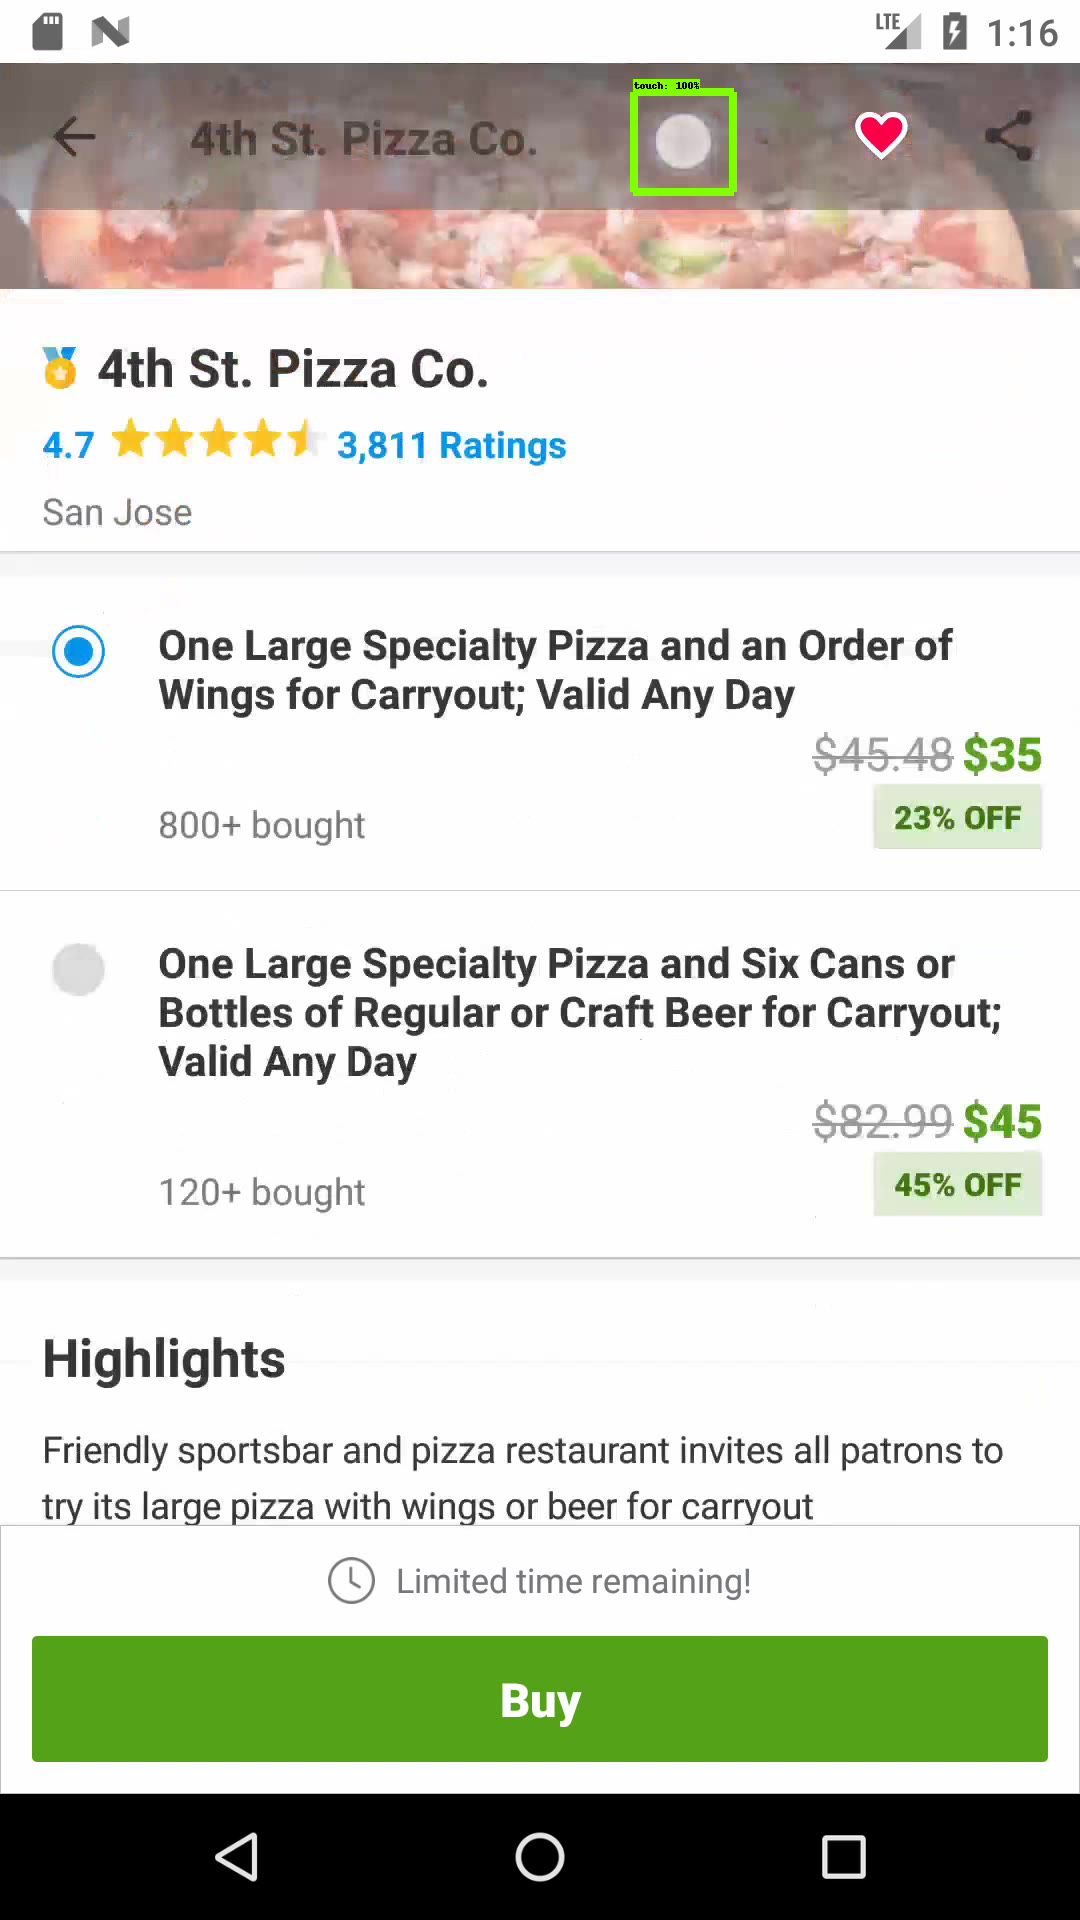 LTE 1:16
touch: 100%
4th St. Pizza Co.
4th St. Pizza Co.
4.7 3,811 Ratings
San Jose
One Large Specialty Pizza and an Order of
Wings for Carryout; Valid Any Day
$45.48 $35
800+ bought
23% OFF
One Large Specialty Pizza and Six Cans or
Bottles of Regular or Craft Beer for Carryout;
Valid Any Day
$82.99 $45
120+ bought
45% OFF
Highlights
Friendly sportsbar and pizza restaurant invites all patrons to
try its large pizza with wings or beer for carryout
Limited time remaining!
Buy